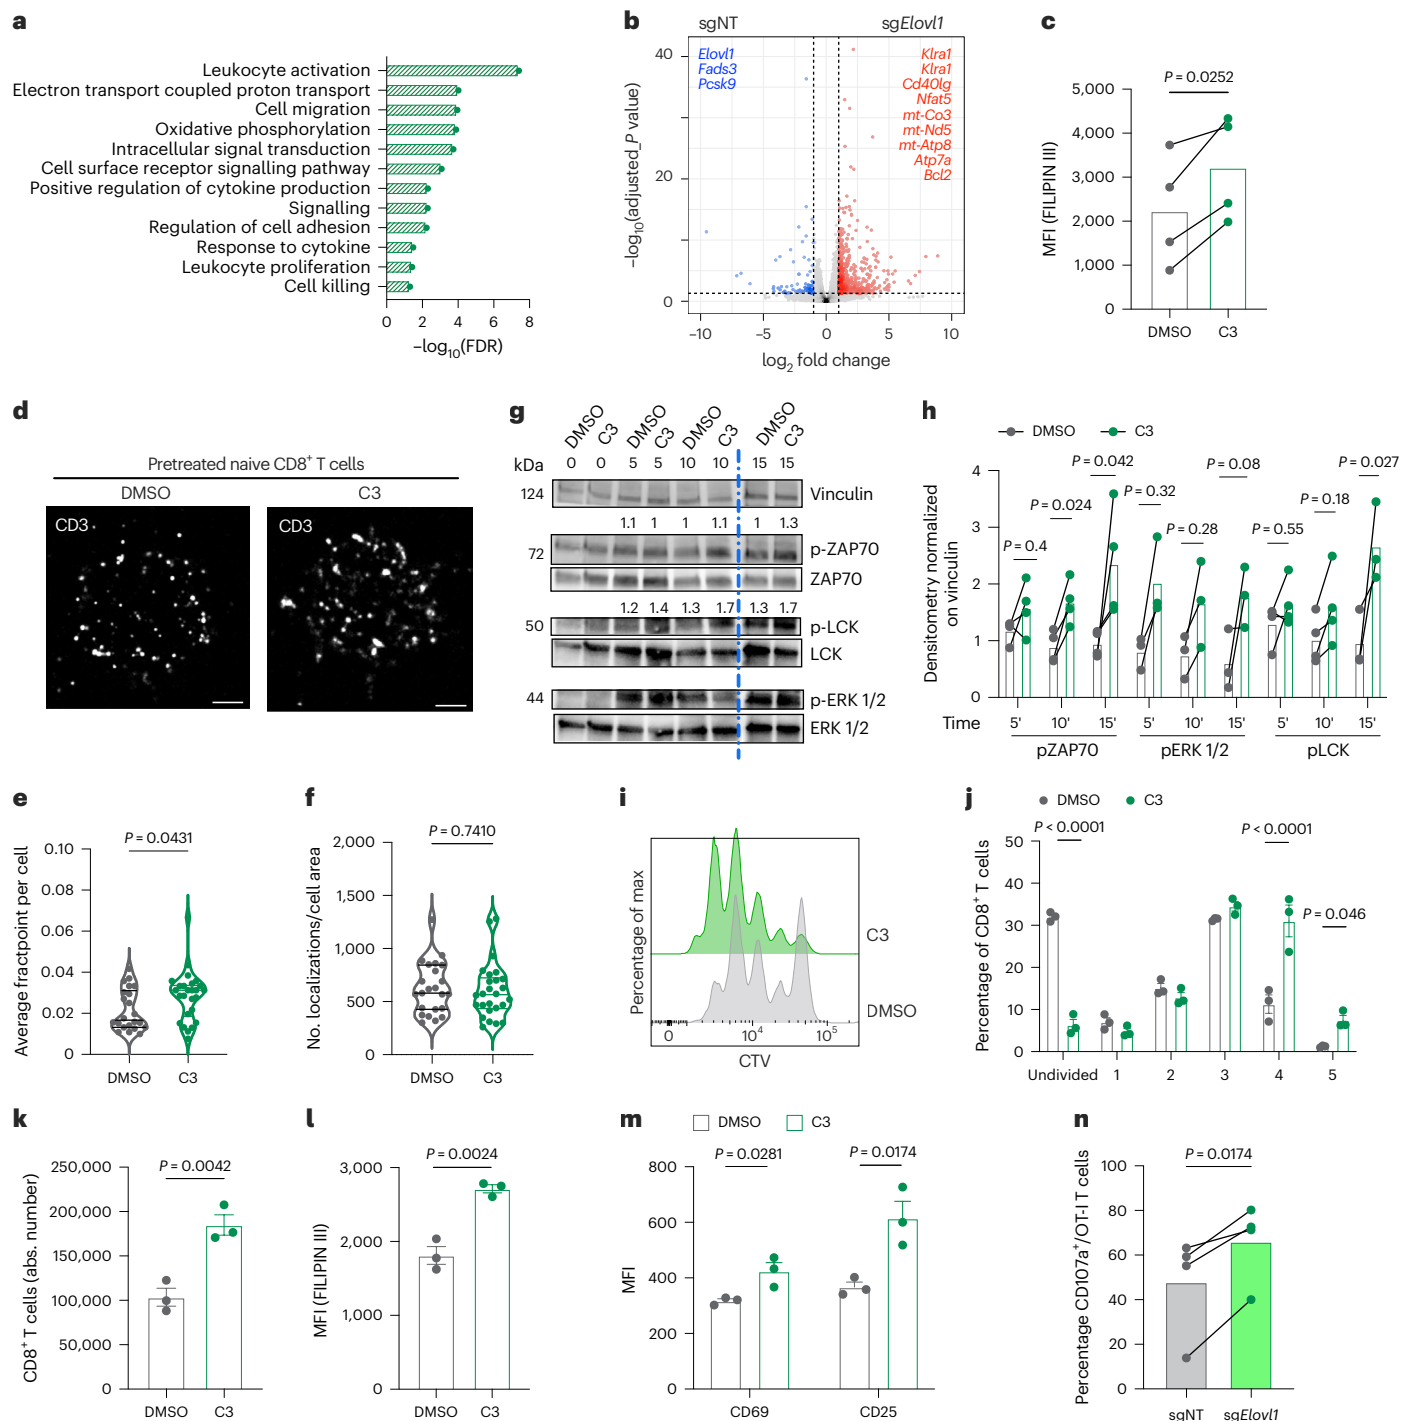 a
Leukocyte activation
Electron transport coupled proton transport
Cell migration
Oxidative phosphorylation
Intracellular signal transduction
Cell surface receptor signalling pathway
Positive regulation of cytokine production
Signalling
Regulation of cell adhesion
Response to cytokine
Leukocyte proliferation
Cell killing
0 2 4 6 8
–log10(FDR)
b
sgNT sgElovl1
Elovl1
Fads3
Pcsk9
Klra1
Klra1
Cd40lg
Nfat5
mt-Co3
mt-Nd5
mt-Atp8
Atp7a
Bcl2
40
20
0
–log10(adjusted_P value)
–10 –5 0 5 10
log2 fold change
c
P = 0.0252
5,000
4,000
3,000
2,000
1,000
0
MFI (FILIPIN III)
DMSO C3
d
Pretreated naive CD8+ T cells
DMSO C3
CD3 CD3
g
DMSO C3 DMSO C3 DMSO C3 DMSO C3
kDa 0 0 5 5 10 10 15 15
124 Vinculin
1.1 1 1 1.1 1 1.3
72 p-ZAP70
ZAP70
1.2 1.4 1.3 1.7 1.3 1.7
50 p-LCK
LCK
44 p-ERK 1/2
ERK 1/2
h
DMSO C3
P = 0.4
P = 0.024
P = 0.042
P = 0.32
P = 0.28
P = 0.08
P = 0.55
P = 0.18
P = 0.027
4
3
2
1
0
Densitometry normalized
on vinculin
Time 5' 10' 15' 5' 10' 15' 5' 10' 15'
pZAP70 pERK 1/2 pLCK
e
P = 0.0431
0.10
0.08
0.06
0.04
0.02
0
Average fractpoint per cell
DMSO C3
f
P = 0.7410
2,000
1,500
1,000
500
0
No. localizations/cell area
DMSO C3
i
Percentage of max
C3
DMSO
0 10^4 10^5
CTV
j
DMSO C3
P < 0.0001
P < 0.0001
P = 0.046
50
40
30
20
10
0
Percentage of CD8+ T cells
Undivided 1 2 3 4 5
k
P = 0.0042
250,000
200,000
150,000
100,000
50,000
0
CD8+ T cells (abs. number)
DMSO C3
l
P = 0.0024
3,000
2,000
1,000
0
MFI (FILIPIN III)
DMSO C3
m
DMSO C3
P = 0.0281
P = 0.0174
800
600
400
200
0
MFI
CD69 CD25
n
P = 0.0174
100
80
60
40
20
0
Percentage CD107a+/OT-I T cells
sgNT sgElovl1